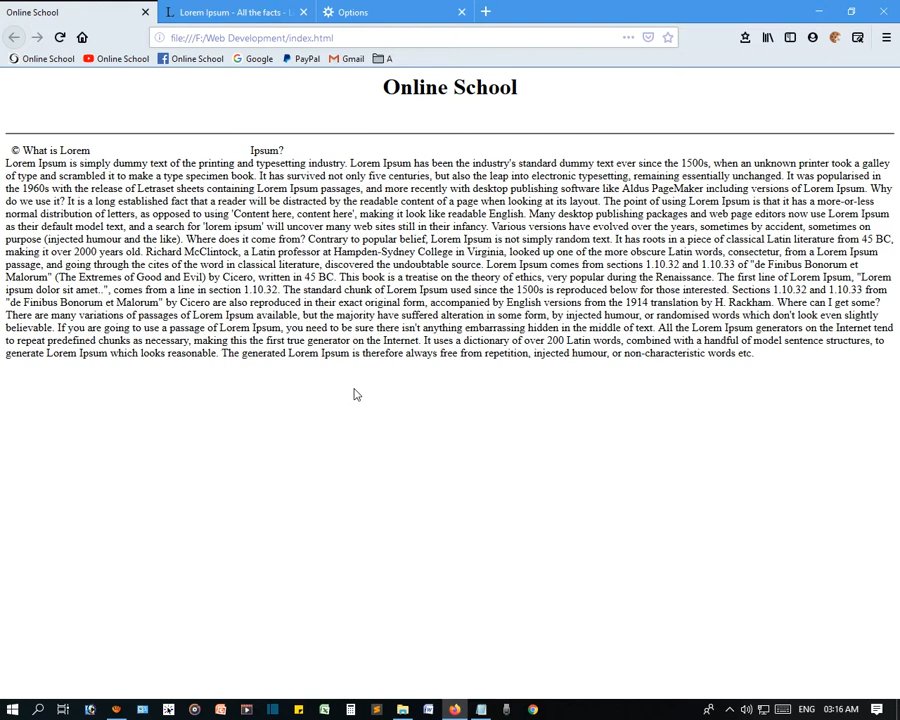 Online School
Lorem Ipsum - All the facts - L
Options
file:///F:/Web Development/index.html
Online School
Online School
Online School
Google
PayPal
Gmail
A
Online School
© What is Lorem Ipsum?
Lorem Ipsum is simply dummy text of the printing and typesetting industry. Lorem Ipsum has been the industry's standard dummy text ever since the 1500s, when an unknown printer took a galley
of type and scrambled it to make a type specimen book. It has survived not only five centuries, but also the leap into electronic typesetting, remaining essentially unchanged. It was popularised in
the 1960s with the release of Letraset sheets containing Lorem Ipsum passages, and more recently with desktop publishing software like Aldus PageMaker including versions of Lorem Ipsum. Why
do we use it? It is a long established fact that a reader will be distracted by the readable content of a page when looking at its layout. The point of using Lorem Ipsum is that it has a more-or-less
normal distribution of letters, as opposed to using 'Content here, content here', making it look like readable English. Many desktop publishing packages and web page editors now use Lorem Ipsum
as their default model text, and a search for 'lorem ipsum' will uncover many web sites still in their infancy. Various versions have evolved over the years, sometimes by accident, sometimes on
purpose (injected humour and the like). Where does it come from? Contrary to popular belief, Lorem Ipsum is not simply random text. It has roots in a piece of classical Latin literature from 45 BC,
making it over 2000 years old. Richard McClintock, a Latin professor at Hampden-Sydney College in Virginia, looked up one of the more obscure Latin words, consectetur, from a Lorem Ipsum
passage, and going through the cites of the word in classical literature, discovered the undoubtable source. Lorem Ipsum comes from sections 1.10.32 and 1.10.33 of "de Finibus Bonorum et
Malorum" (The Extremes of Good and Evil) by Cicero, written in 45 BC. This book is a treatise on the theory of ethics, very popular during the Renaissance. The first line of Lorem Ipsum, "Lorem
ipsum dolor sit amet..", comes from a line in section 1.10.32. The standard chunk of Lorem Ipsum used since the 1500s is reproduced below for those interested. Sections 1.10.32 and 1.10.33 from
"de Finibus Bonorum et Malorum" by Cicero are also reproduced in their exact original form, accompanied by English versions from the 1914 translation by H. Rackham. Where can I get some?
There are many variations of passages of Lorem Ipsum available, but the majority have suffered alteration in some form, by injected humour, or randomised words which don't look even slightly
believable. If you are going to use a passage of Lorem Ipsum, you need to be sure there isn't anything embarrassing hidden in the middle of text. All the Lorem Ipsum generators on the Internet tend
to repeat predefined chunks as necessary, making this the first true generator on the Internet. It uses a dictionary of over 200 Latin words, combined with a handful of model sentence structures, to
generate Lorem Ipsum which looks reasonable. The generated Lorem Ipsum is therefore always free from repetition, injected humour, or non-characteristic words etc.
ENG 03:16 AM